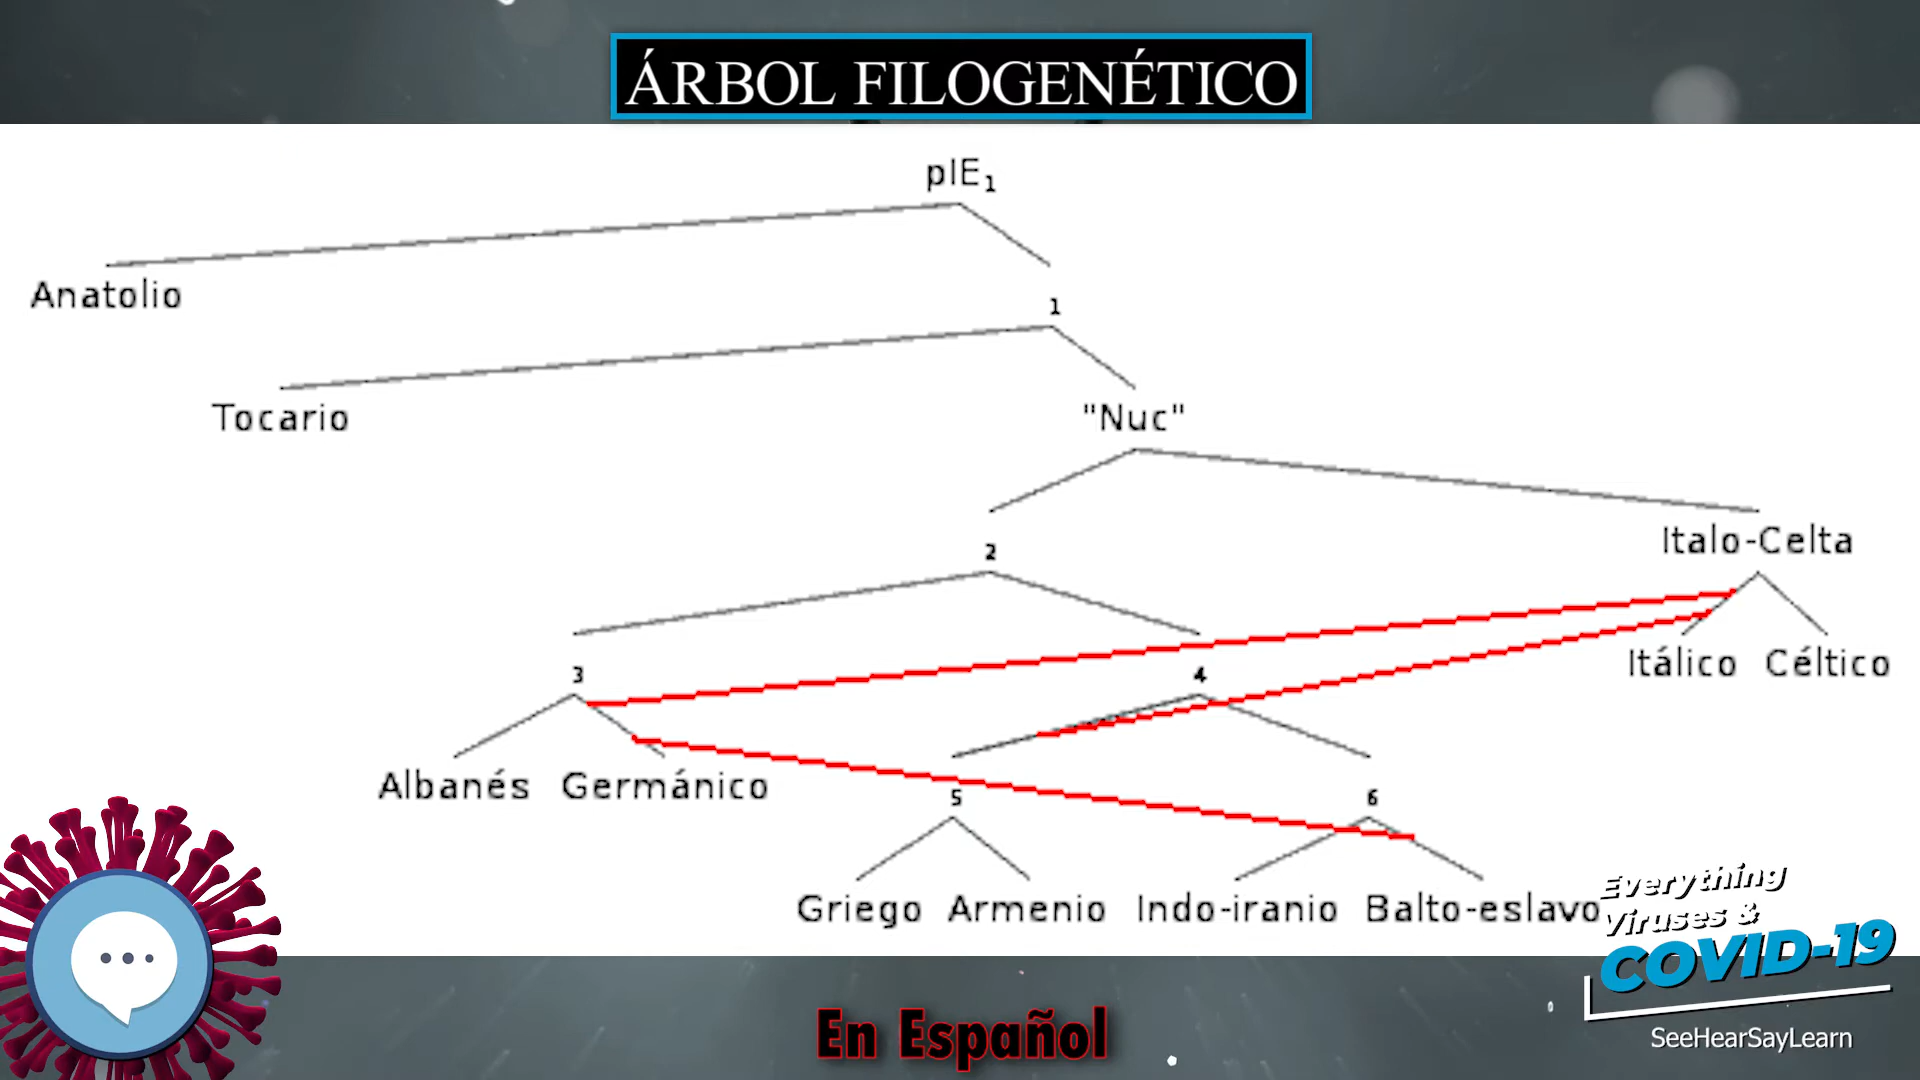 ÁRBOL FILOGENÉTICO
pIE₁
Anatolio
1
Tocario
"Nuc"
2
Italo-Celta
3
4
Itálico Céltico
Albanés Germánico
5
6
Griego Armenio Indo-iranio Balto-eslavo
Everything
Viruses &
COVID-19
En Español
SeeHearSayLearn